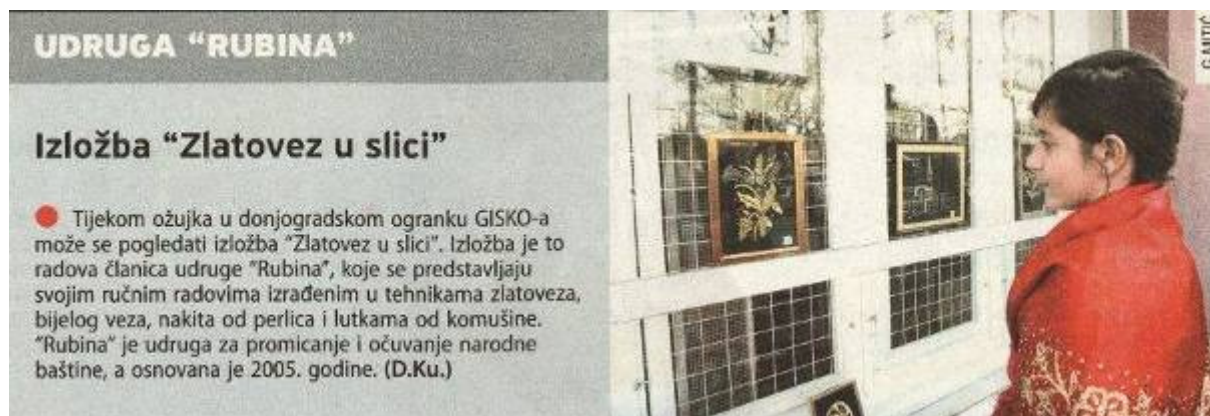 UDRUGA “RUBINA”
Izložba “Zlatovez u slici”
Tijekom ožujka u donjogradskom ogranku GISKO-a
može se pogledati izložba “Zlatovez u slici”. Izložba je to
radova članica udruge “Rubina”, koje se predstavljaju
svojim ručnim radovima izrađenim u tehnikama zlatoveza,
bijelog veza, nakita od perlica i lutkama od komušine.
“Rubina” je udruga za promicanje i očuvanje narodne
baštine, a osnovana je 2005. godine. (D.Ku.)
G. ANTIĆ